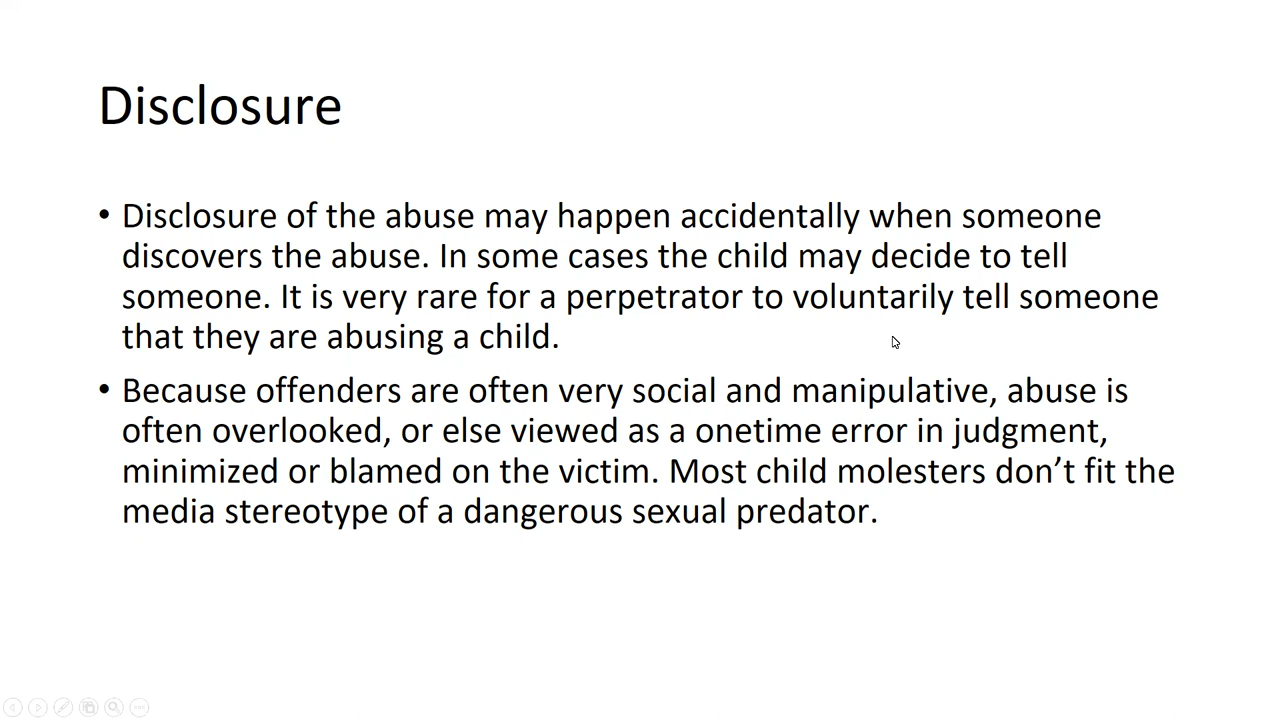 Disclosure
• Disclosure of the abuse may happen accidentally when someone
discovers the abuse. In some cases the child may decide to tell
someone. It is very rare for a perpetrator to voluntarily tell someone
that they are abusing a child.
• Because offenders are often very social and manipulative, abuse is
often overlooked, or else viewed as a onetime error in judgment,
minimized or blamed on the victim. Most child molesters don’t fit the
media stereotype of a dangerous sexual predator.